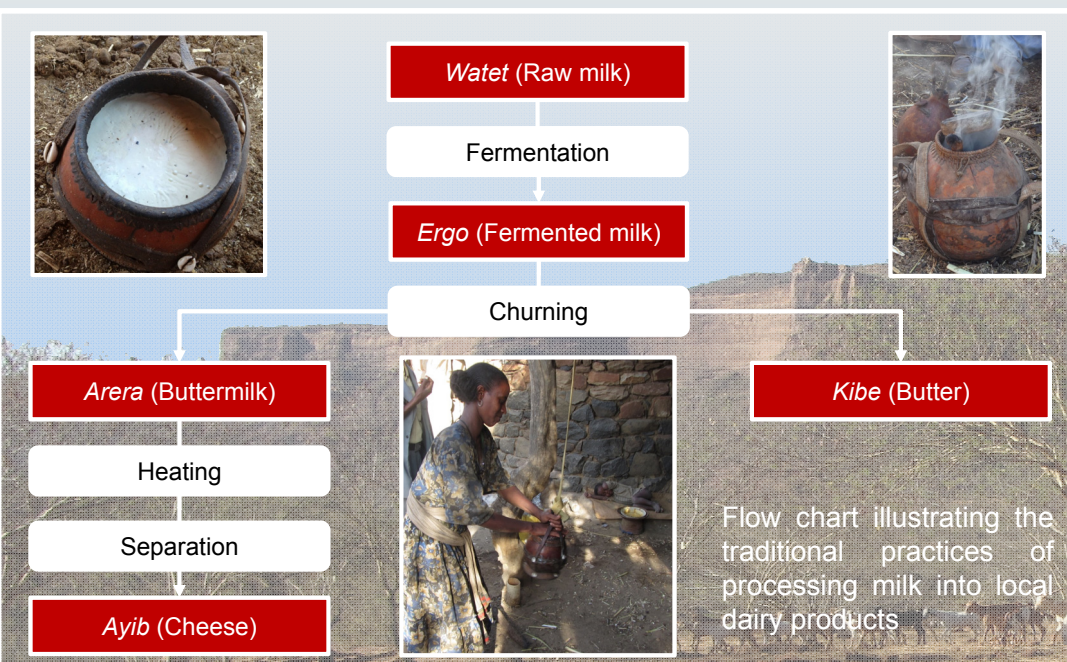 Watet (Raw milk)
Fermentation
Ergo (Fermented milk)
Churning
Arera (Buttermilk)
Kibe (Butter)
Heating
Separation
Ayib (Cheese)
Flow chart illustrating the
traditional practices of
processing milk into local
dairy products